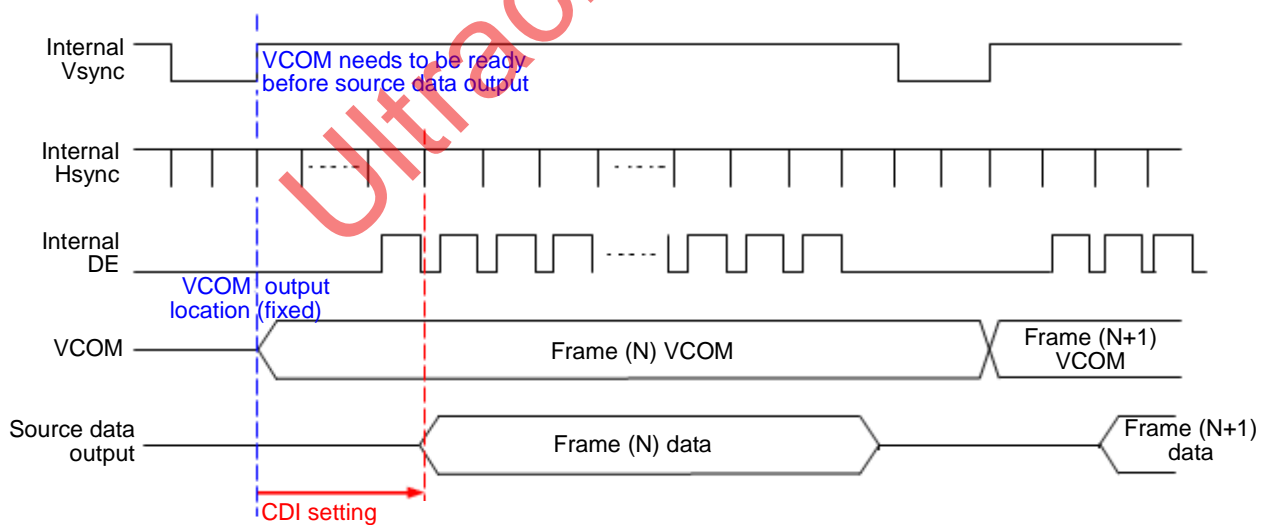 Internal
Vsync
VCOM needs to be ready
before source data output
Internal
Hsync
Internal
DE
VCOM output
location (fixed)
VCOM
Frame (N) VCOM
Frame (N+1)
VCOM
Source data
output
Frame (N) data
Frame (N+1)
data
CDI setting